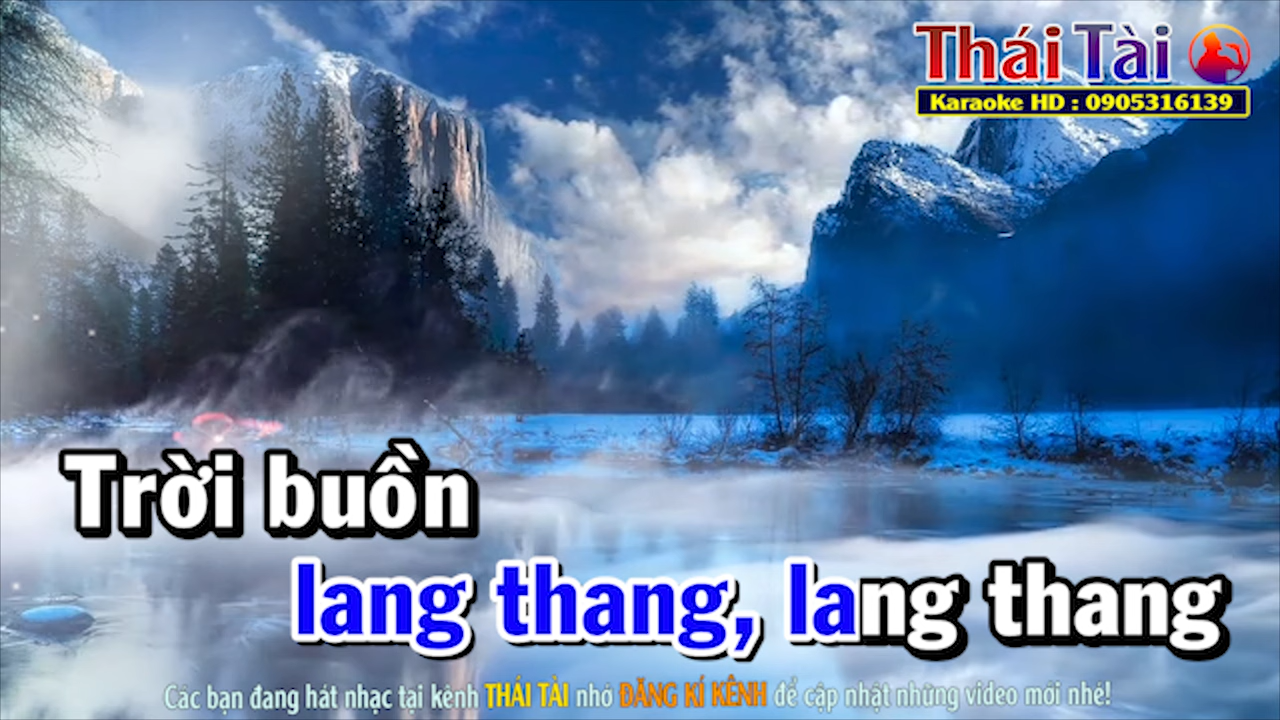 Thái Tài
Karaoke HD : 0905316139
Trời buồn
lang thang, lang thang
Các bạn đang hát nhạc tại kênh THÁI TÀI nhớ ĐĂNG KÍ KÊNH để cập nhật những video mới nhé!